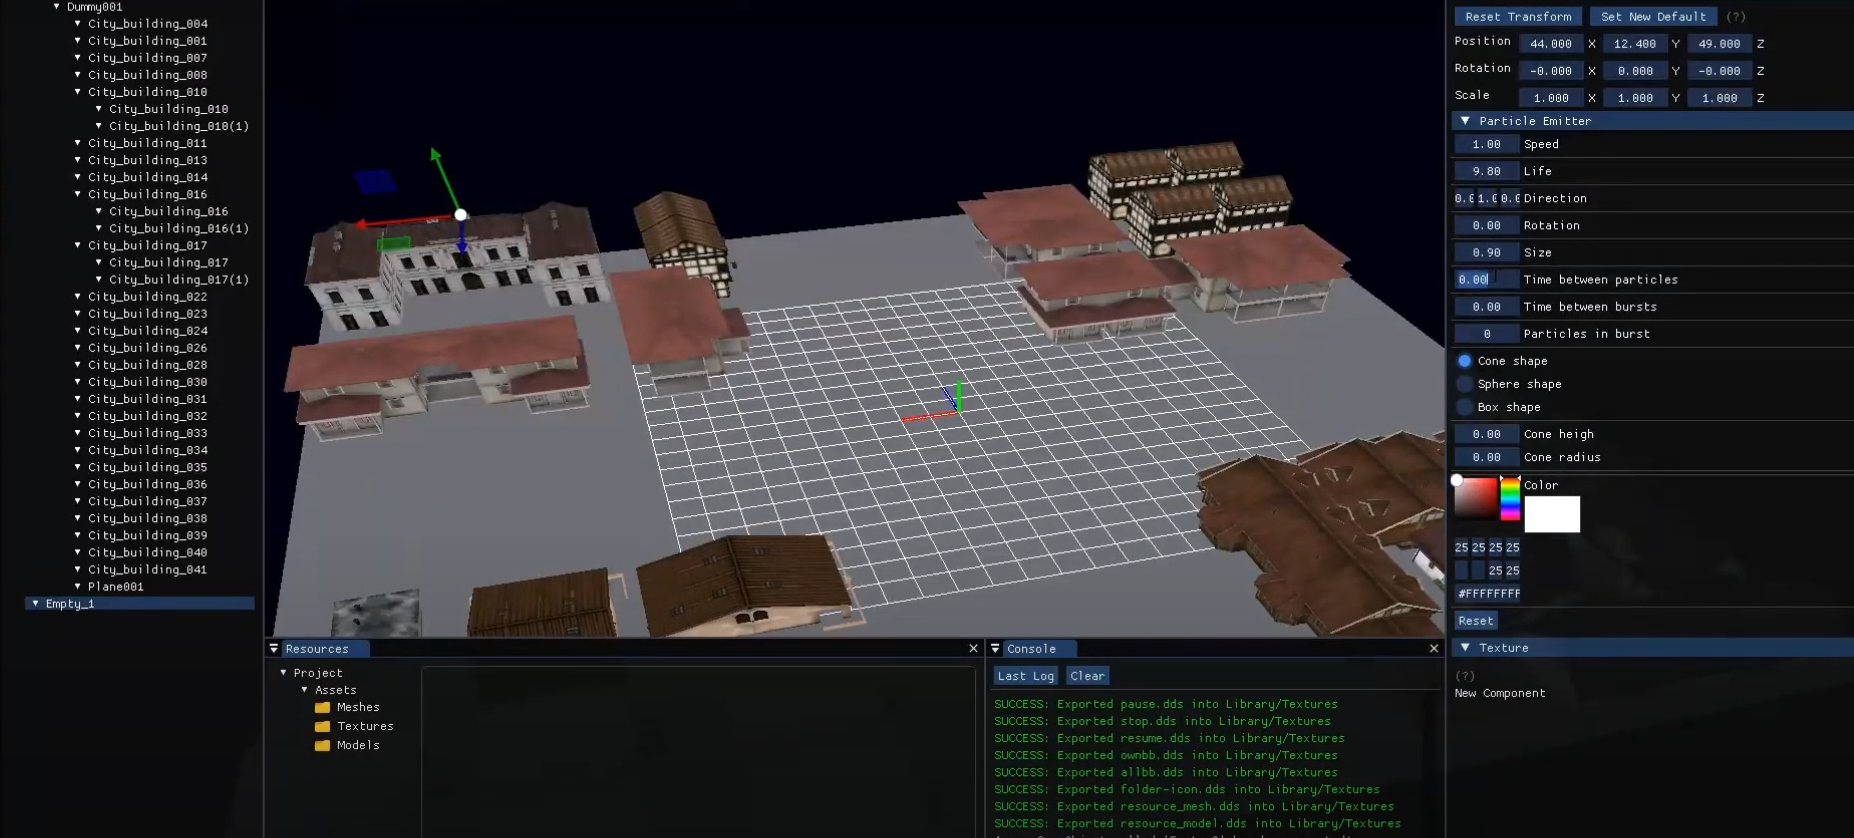 Dummy001
City_building_004
City_building_001
City_building_007
City_building_008
City_building_010
City_building_010
City_building_010(1)
City_building_011
City_building_013
City_building_014
City_building_016
City_building_016
City_building_016(1)
City_building_017
City_building_017
City_building_017(1)
City_building_022
City_building_023
City_building_024
City_building_026
City_building_028
City_building_030
City_building_031
City_building_032
City_building_033
City_building_034
City_building_035
City_building_036
City_building_037
City_building_038
City_building_039
City_building_040
City_building_041
Plane001
Empty_1
Resources
Project
Assets
Meshes
Textures
Models
Console
Last Log Clear
SUCCESS: Exported pause.dds into Library/Textures
SUCCESS: Exported stop.dds into Library/Textures
SUCCESS: Exported resume.dds into Library/Textures
SUCCESS: Exported ownbb.dds into Library/Textures
SUCCESS: Exported allbb.dds into Library/Textures
SUCCESS: Exported folder-icon.dds into Library/Textures
SUCCESS: Exported resource_mesh.dds into Library/Textures
SUCCESS: Exported resource_model.dds into Library/Textures
Reset Transform Set New Default (?)
Position 44.000 X 12.400 Y 49.000 Z
Rotation -0.000 X 0.000 Y -0.000 Z
Scale 1.000 X 1.000 Y 1.000 Z
Particle Emitter
1.00 Speed
9.80 Life
0.0 1.0 0.0 Direction
0.00 Rotation
0.90 Size
0.00 Time between particles
0.00 Time between bursts
0 Particles in burst
Cone shape
Sphere shape
Box shape
0.00 Cone heigh
0.00 Cone radius
Color
25 25 25 25
25 25
#FFFFFFFF
Reset
Texture
(?)
New Component